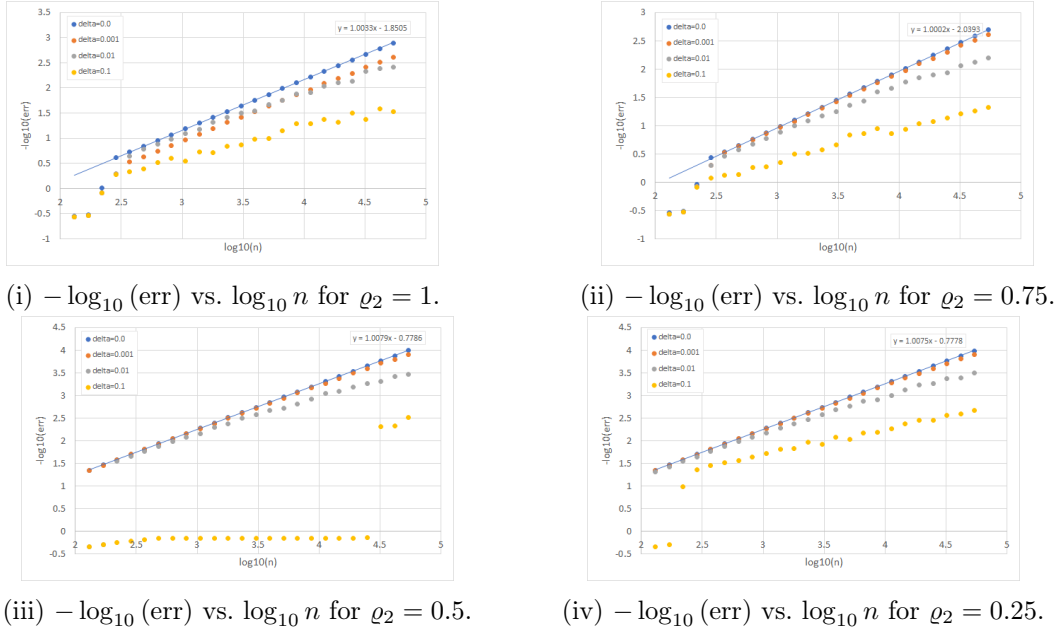 3.5
delta=0.0
y = 1.0033x - 1.8505
3
delta=0.001
2.5
delta=0.01
2
delta=0.1
1.5
1
0.5
0
2 2.5 3 3.5 4 4.5 5
-0.5
-1
-log10(err)
log10(n)
(i) − log₁₀ (err) vs. log₁₀ n for ϱ₂ = 1.
3
delta=0.0
y = 1.0002x - 2.0393
2.5
delta=0.001
delta=0.01
2
delta=0.1
1.5
1
0.5
0
2 2.5 3 3.5 4 4.5 5
-0.5
-1
-log10(err)
log10(n)
(ii) − log₁₀ (err) vs. log₁₀ n for ϱ₂ = 0.75.
4.5
delta=0.0
y = 1.0079x - 0.7786
4
delta=0.001
3.5
delta=0.01
3
delta=0.1
2.5
2
1.5
1
0.5
0
2 2.5 3 3.5 4 4.5 5
-0.5
-log10(err)
log10(n)
(iii) − log₁₀ (err) vs. log₁₀ n for ϱ₂ = 0.5.
4.5
delta=0.0
y = 1.0075x - 0.7778
4
delta=0.001
3.5
delta=0.01
3
delta=0.1
2.5
2
1.5
1
0.5
0
2 2.5 3 3.5 4 4.5 5
-0.5
-log10(err)
log10(n)
(iv) − log₁₀ (err) vs. log₁₀ n for ϱ₂ = 0.25.